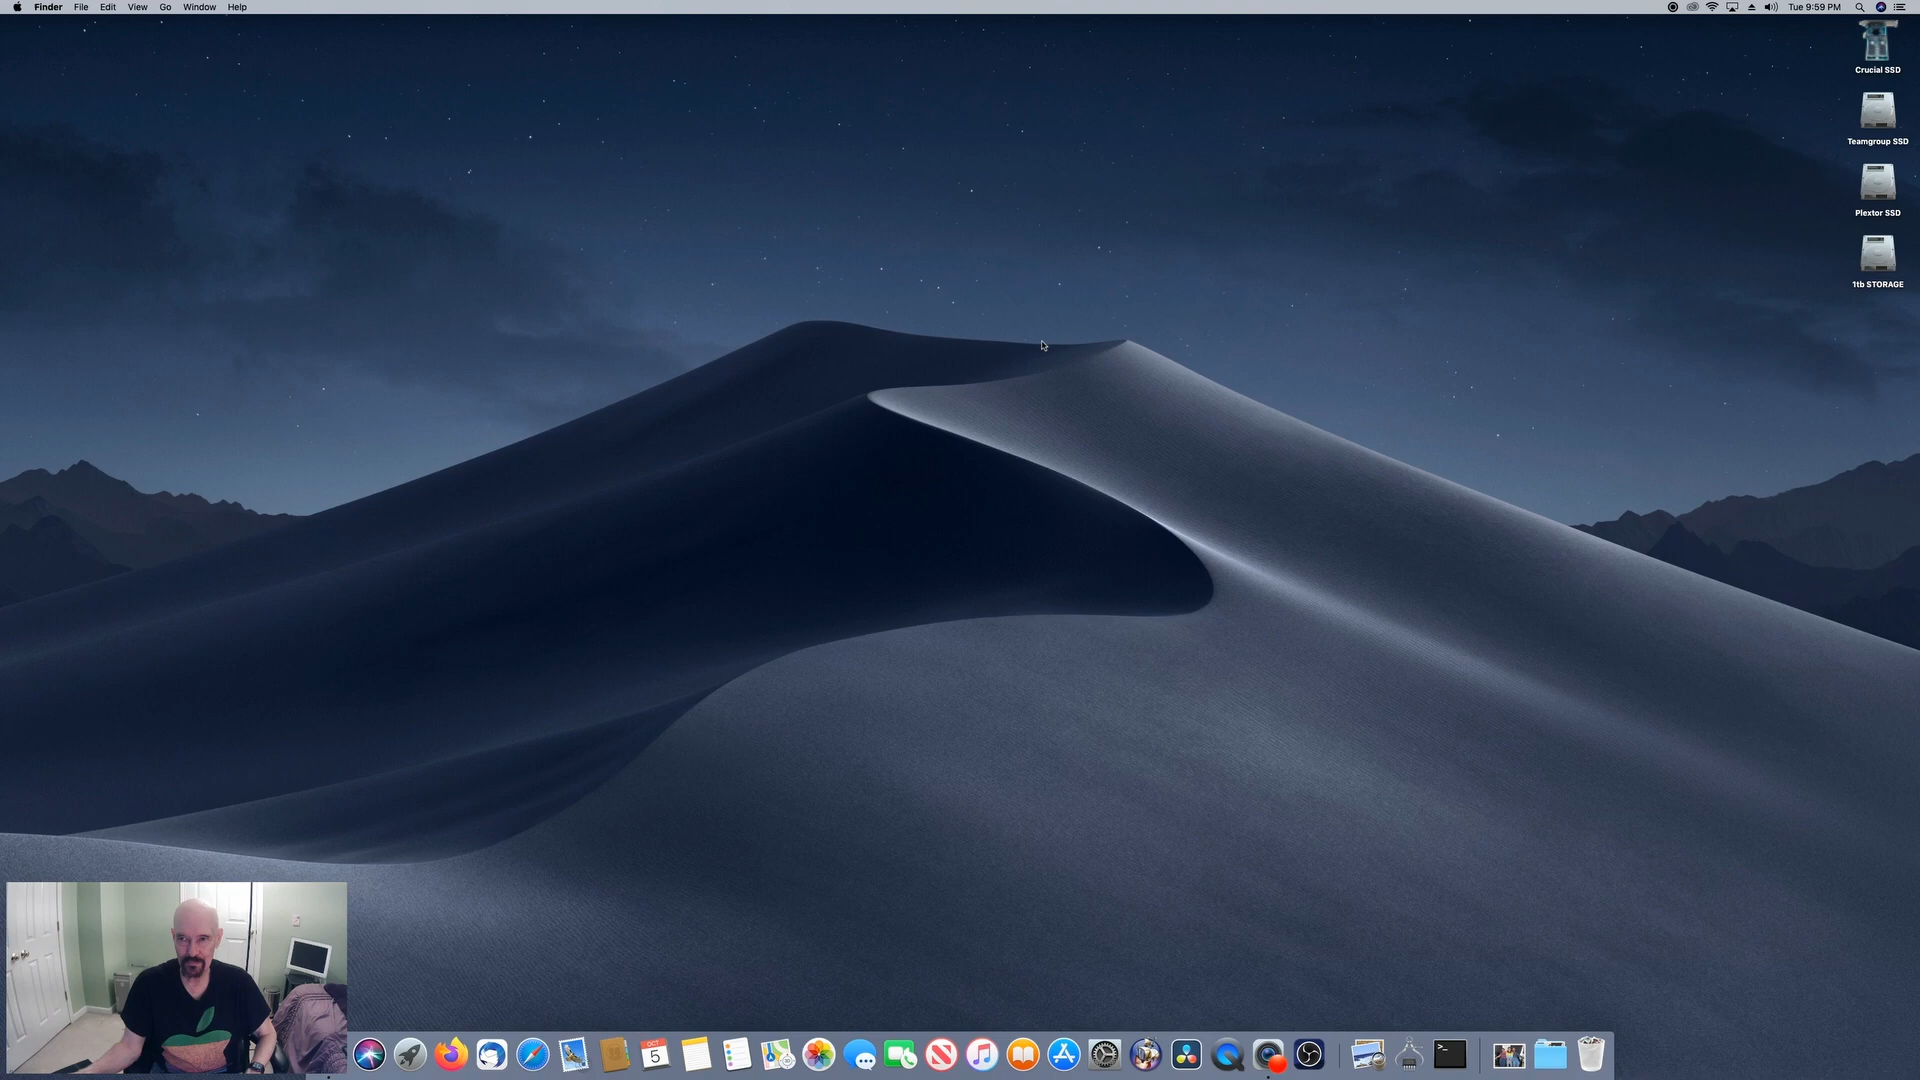 Finder File Edit View Go Window Help
Tue 9:59 PM
Crucial SSD
Teamgroup SSD
Plextor SSD
1tb STORAGE
OCT
5